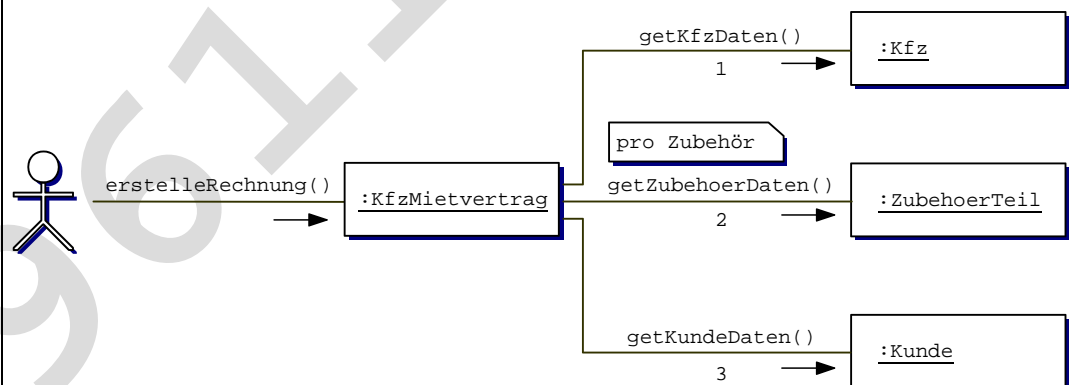 getKfzDaten()
:Kfz
1
pro Zubehör
erstelleRechnung()
:KfzMietvertrag
getZubehoerDaten()
:ZubehoerTeil
2
getKundeDaten()
:Kunde
3